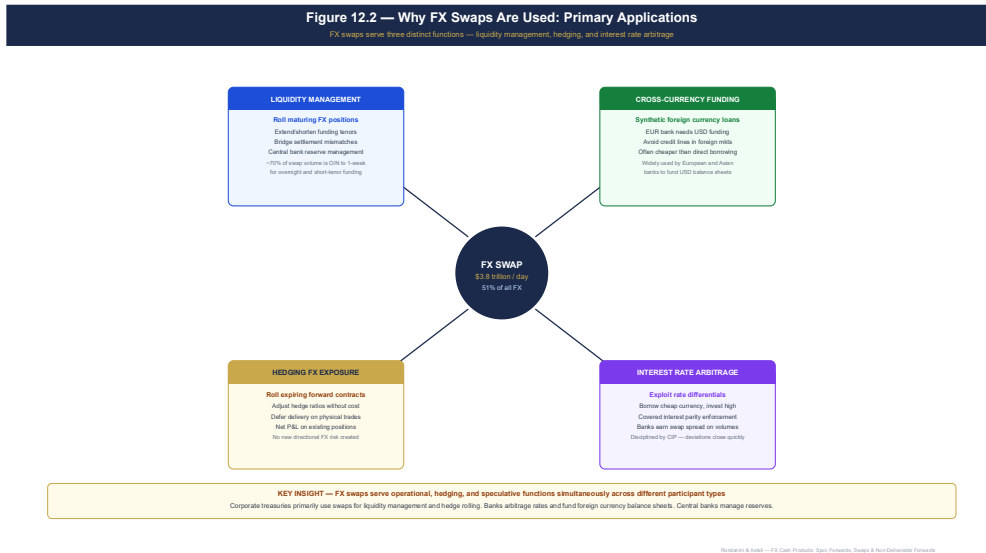 Figure 12.2 — Why FX Swaps Are Used: Primary Applications
FX swaps serve three distinct functions — liquidity management, hedging, and interest rate arbitrage
LIQUIDITY MANAGEMENT
Roll maturing FX positions
Extend/shorten funding tenors
Bridge settlement mismatches
Central bank reserve management
~70% of swap volume is O/N to 1-week
for overnight and short-tenor funding
CROSS-CURRENCY FUNDING
Synthetic foreign currency loans
EUR bank needs USD funding
Avoid credit lines in foreign mkts
Often cheaper than direct borrowing
Widely used by European and Asian
banks to fund USD balance sheets
FX SWAP
$3.8 trillion / day
51% of all FX
HEDGING FX EXPOSURE
Roll expiring forward contracts
Adjust hedge ratios without cost
Defer delivery on physical trades
Net P&L on existing positions
No new directional FX risk created
INTEREST RATE ARBITRAGE
Exploit rate differentials
Borrow cheap currency, invest high
Covered interest parity enforcement
Banks earn swap spread on volumes
Disciplined by CIP — deviations close quickly
KEY INSIGHT — FX swaps serve operational, hedging, and speculative functions simultaneously across different participant types
Corporate treasuries primarily use swaps for liquidity management and hedge rolling. Banks arbitrage rates and fund foreign currency balance sheets. Central banks manage reserves.
— FX Cash Products: Spot, Forwards, Swaps & Non-Deliverable Forwards